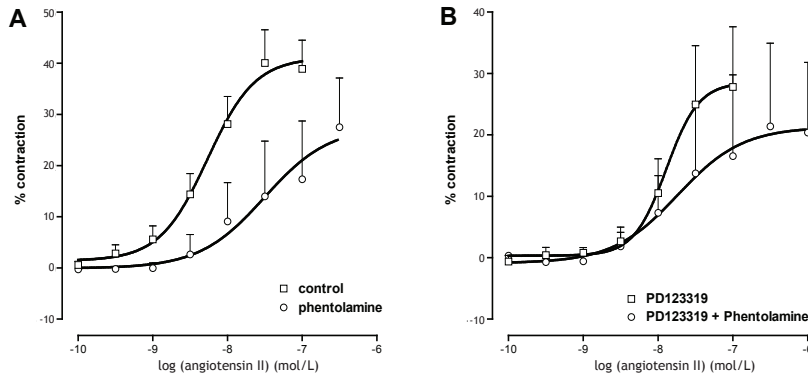 A
50
40
30
20
10
0
-10
% contraction
control
phentolamine
-10 -9 -8 -7 -6
log (angiotensin II) (mol/L)
B
40
30
20
10
0
-10
% contraction
PD123319
PD123319 + Phentolamine
-10 -9 -8 -7 -6
log (angiotensin II) (mol/L)